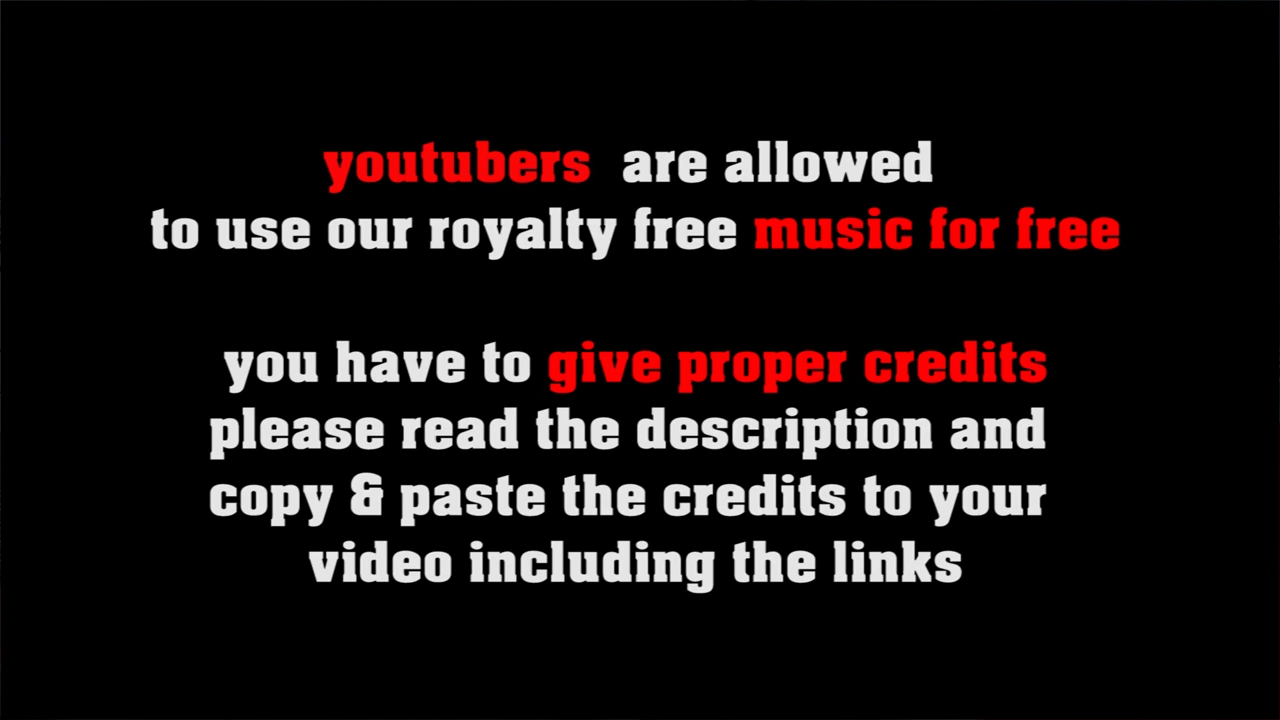 youtubers are allowed
to use our royalty free music for free
you have to give proper credits
please read the description and
copy & paste the credits to your
video including the links